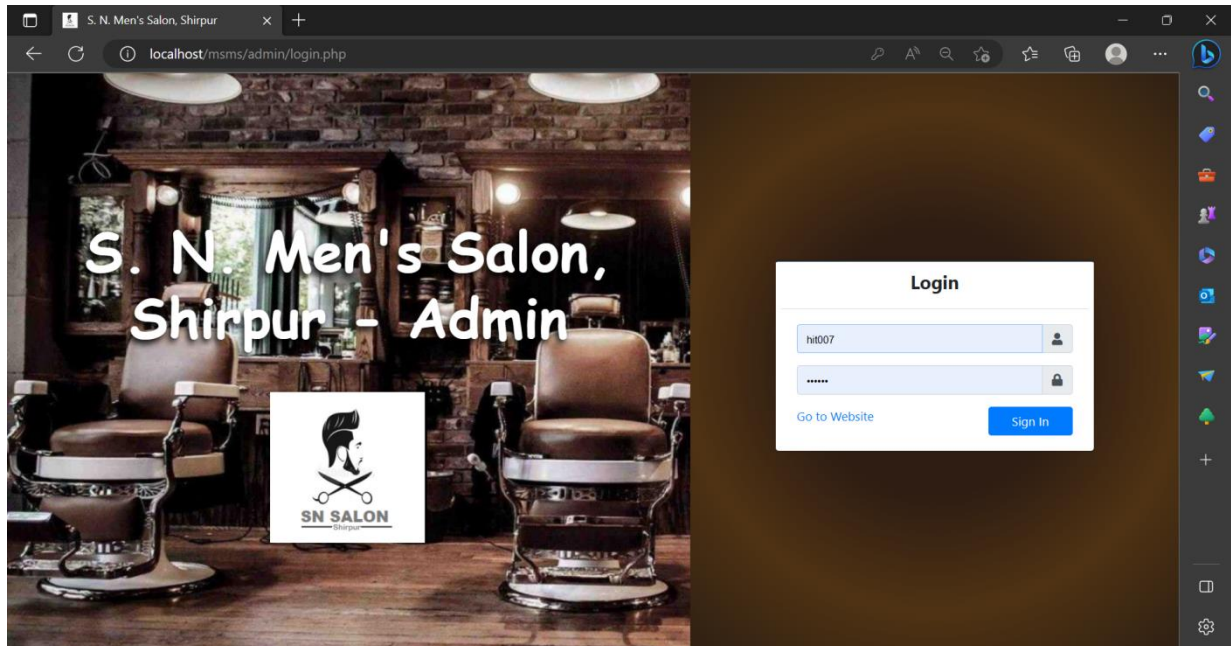 S. N. Men's Salon, Shirpur
localhost/msms/admin/login.php
S. N. Men's Salon,
Shirpur - Admin
SN SALON
Shirpur
Login
hit007
••••••
Go to Website
Sign In